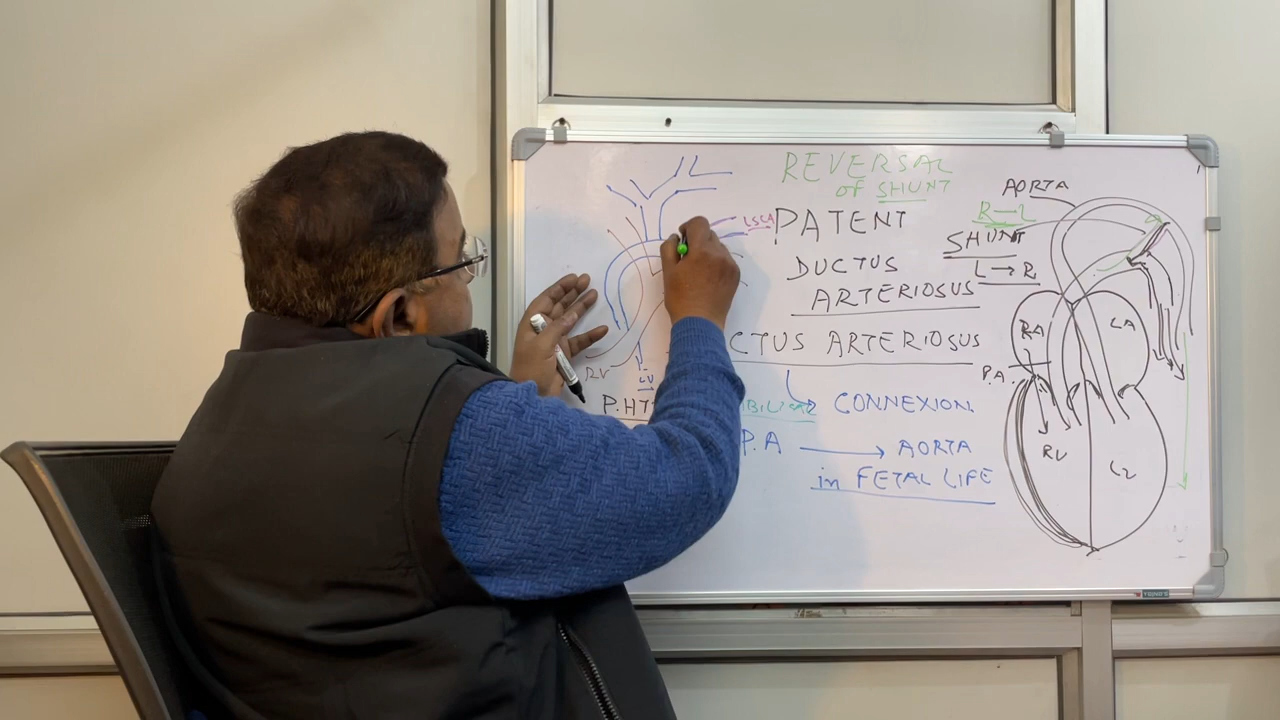 REVERSAL
OF SHUNT
AORTA
LSCA
PATENT
R—L
SHUNT
L → R
DUCTUS
ARTERIOSUS
CTUS ARTERIOSUS
RA
LA
P.A.
RV
LV
P.HT
CONNEXION
P.A → AORTA
in FETAL LIFE
RV